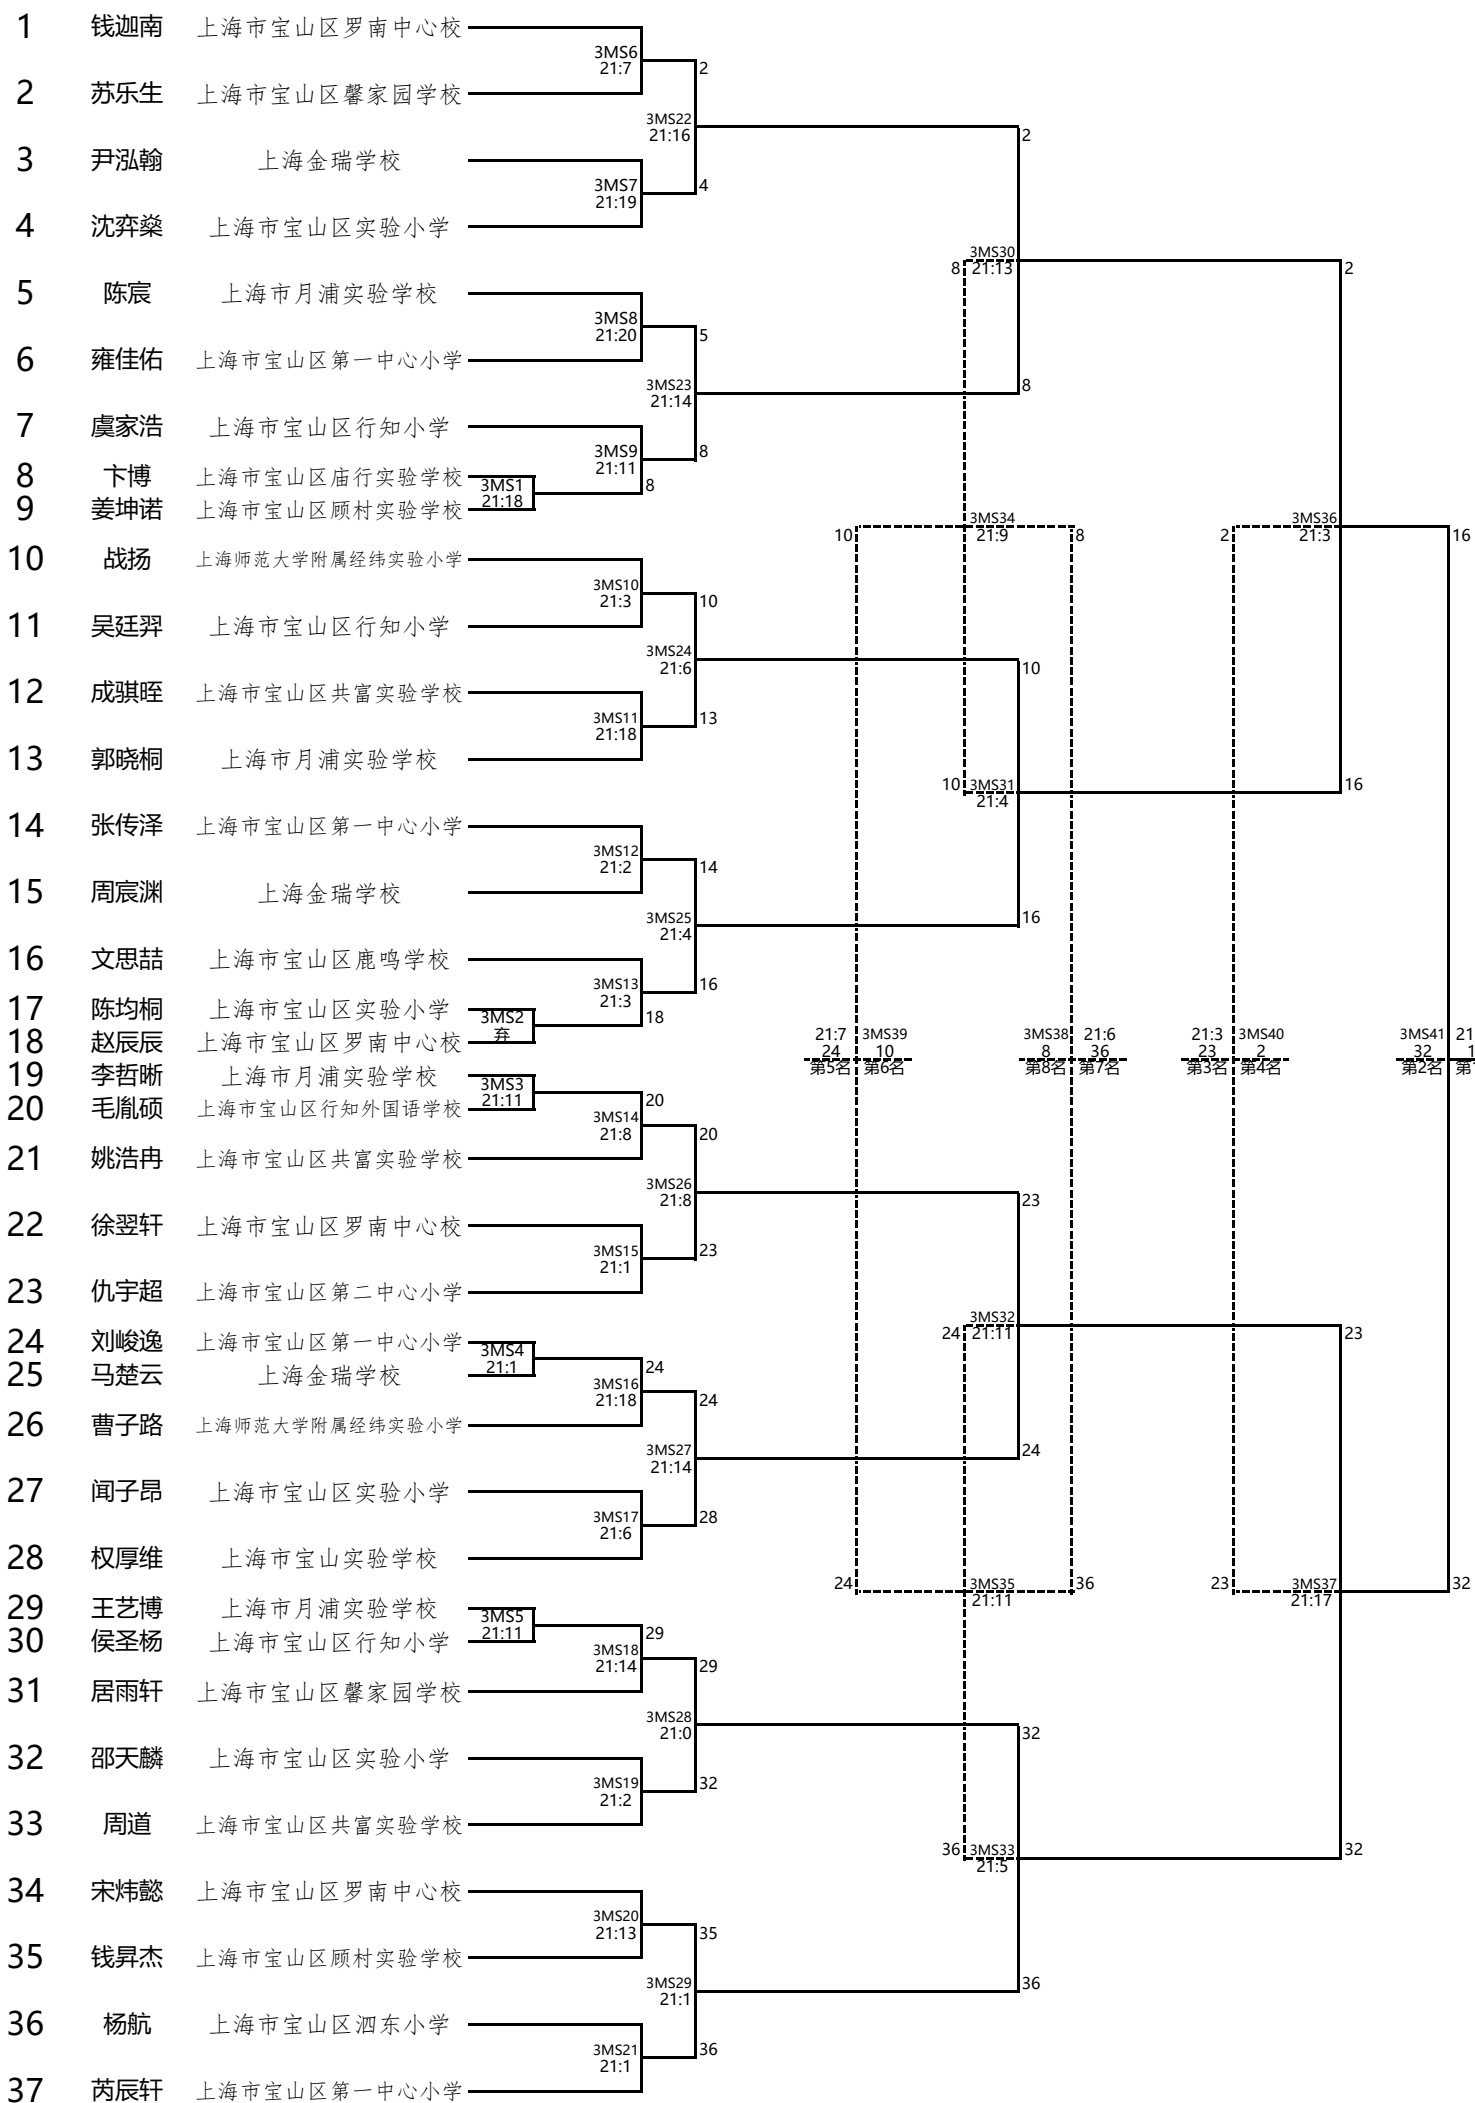 1 钱迦南 上海市宝山区罗南中心校
3MS6
21:7 2
2 苏乐生 上海市宝山区馨家园学校
3MS22
21:16 2
3 尹泓翰 上海金瑞学校
3MS7
21:19 4
4 沈弈燊 上海市宝山区实验小学
3MS30
8 21:13 2
5 陈宸 上海市月浦实验学校
3MS8
21:20 5
6 雍佳佑 上海市宝山区第一中心小学
3MS23
21:14 8
7 虞家浩 上海市宝山区行知小学
3MS9
21:11 8
8 卞博 上海市宝山区庙行实验学校
3MS1 8
21:18
9 姜坤诺 上海市宝山区顾村实验学校
3MS34 3MS36
10 21:9 8 2 21:3 16
10 战扬 上海师范大学附属经纬实验小学
3MS10
21:3 10
11 吴廷羿 上海市宝山区行知小学
3MS24
21:6 10
12 成骐晊 上海市宝山区共富实验学校
3MS11
21:18 13
13 郭晓桐 上海市月浦实验学校
10 3MS31 16
21:4
14 张传泽 上海市宝山区第一中心小学
3MS12
21:2 14
15 周宸渊 上海金瑞学校
3MS25 16
21:4
16 文思喆 上海市宝山区鹿鸣学校
3MS13 16
21:3
17 陈均桐 上海市宝山区实验小学
3MS2 18
弃
18 赵辰辰 上海市宝山区罗南中心校
21:7 3MS39 3MS38 21:6 21:3 3MS40 3MS41 21
24 10 8 36 23 2 32 1
第5名 第6名 第8名 第7名 第3名 第4名 第2名 第
19 李哲晰 上海市月浦实验学校
3MS3
21:11 20
20 毛胤硕 上海市宝山区行知外国语学校
3MS14
21:8 20
21 姚浩冉 上海市宝山区共富实验学校
3MS26
21:8 23
22 徐翌轩 上海市宝山区罗南中心校
3MS15 23
21:1
23 仇宇超 上海市宝山区第二中心小学
3MS32
24 21:11 23
24 刘峻逸 上海市宝山区第一中心小学
3MS4
21:1 24
25 马楚云 上海金瑞学校
3MS16
21:18 24
26 曹子路 上海师范大学附属经纬实验小学
3MS27 24
21:14
27 闻子昂 上海市宝山区实验小学
3MS17 28
21:6
28 权厚维 上海市宝山实验学校
24 3MS35 36 23 3MS37 32
21:11 21:17
29 王艺博 上海市月浦实验学校
3MS5
21:11 29
30 侯圣杨 上海市宝山区行知小学
3MS18
21:14 29
31 居雨轩 上海市宝山区馨家园学校
3MS28
21:0 32
32 邵天麟 上海市宝山区实验小学
3MS19 32
21:2
33 周道 上海市宝山区共富实验学校
36 3MS33 32
21:5
34 宋炜懿 上海市宝山区罗南中心校
3MS20
21:13 35
35 钱昇杰 上海市宝山区顾村实验学校
3MS29 36
21:1
36 杨航 上海市宝山区泗东小学
3MS21 36
21:1
37 芮辰轩 上海市宝山区第一中心小学